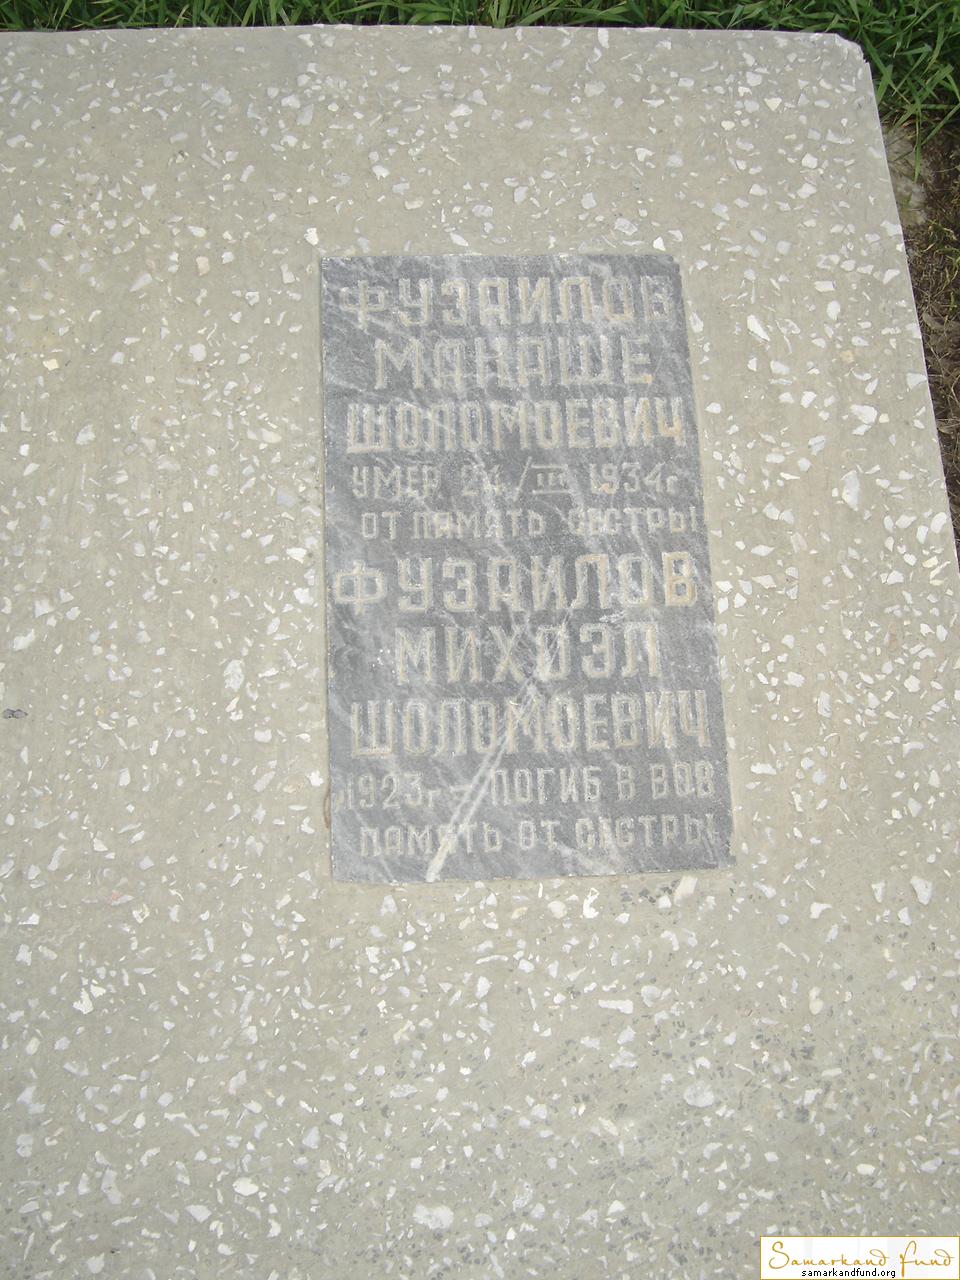 ФУЗАИЛОВ
МАНАШЕ
ШОЛОМОЕВИЧ
УМЕР 24/III 1934г
ОТ ПАМЯТЬ СЕСТРЫ
ФУЗАИЛОВ
МИХОЭЛ
ШОЛОМОЕВИЧ
1923г – ПОГИБ В ВОВ
ПАМЯТЬ ОТ СЕСТРЫ
Samarkand fund
samarkandfund.org